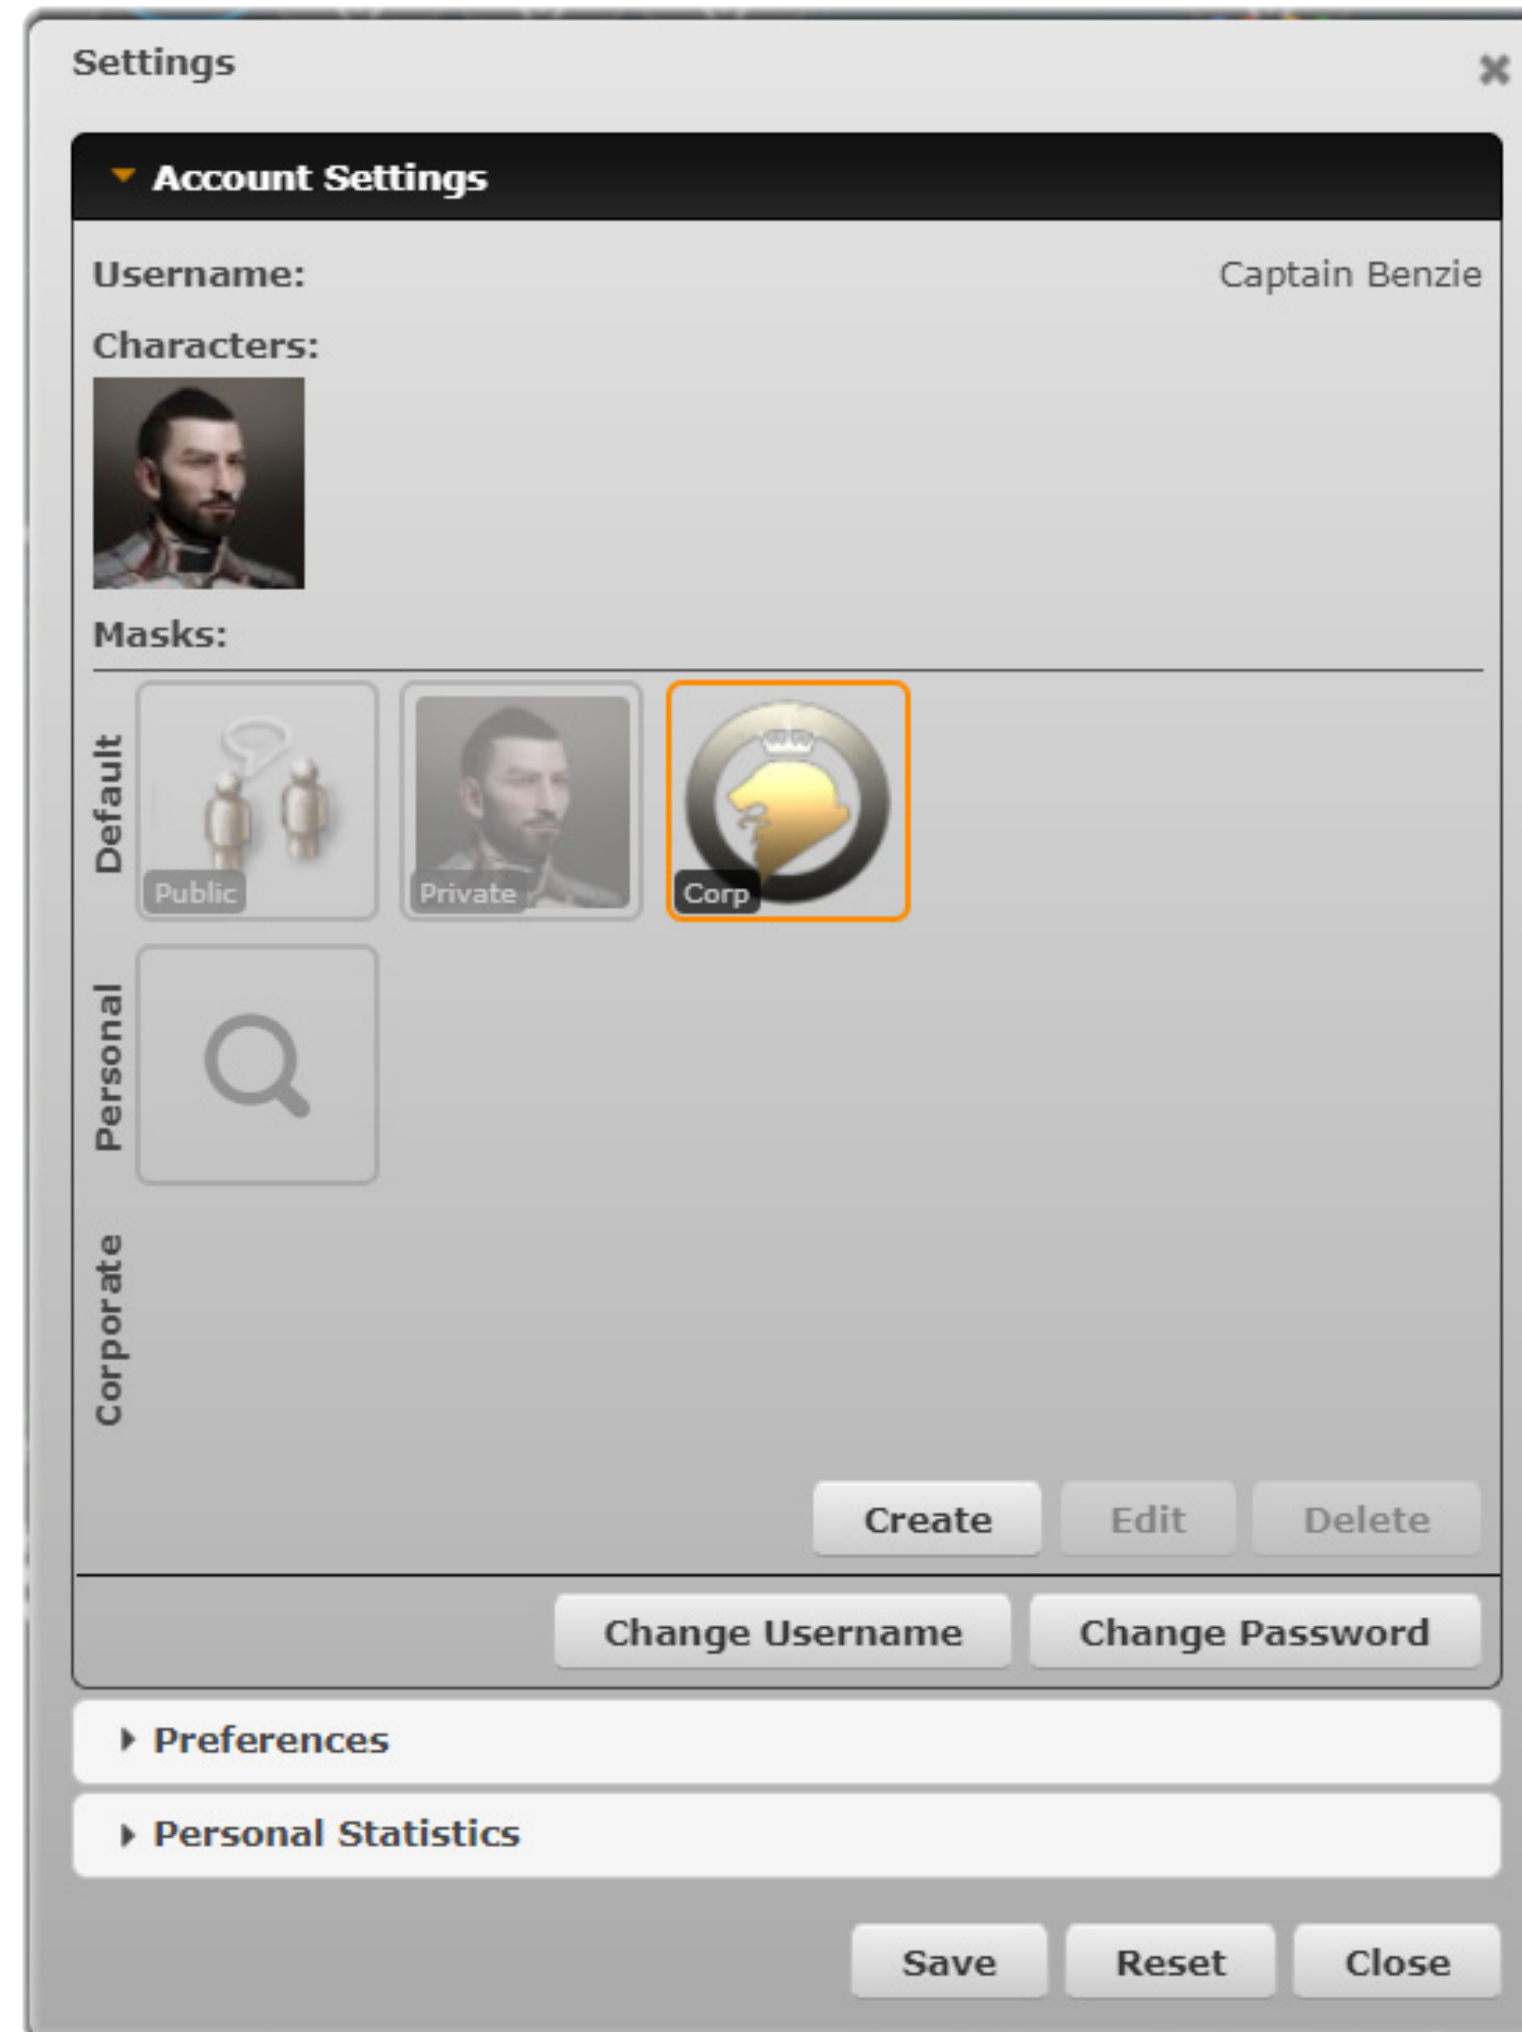 Settings
Account Settings
Username: Captain Benzie
Characters:
Masks:
Default
Public Private Corp
Personal
Corporate
Create Edit Delete
Change Username Change Password
Preferences
Personal Statistics
Save Reset Close